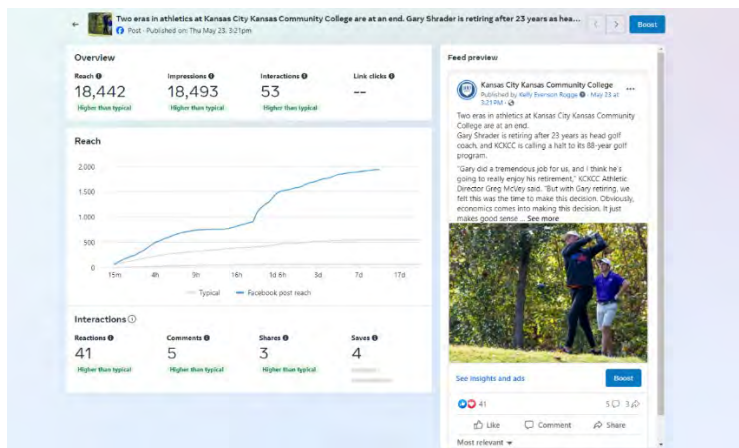 Two eras in athletics at Kansas City Kansas Community College are at an end. Gary Shrader is retiring after 23 years as hea...
Post · Published on: Thu May 23, 3:21pm
Boost
Overview
Reach Impressions Interactions Link clicks
18,442 18,493 53 --
Higher than typical Higher than typical Higher than typical
Reach
2,000
1,500
1,000
500
0
15m 4h 9h 16h 1d 6h 3d 7d 17d
Typical Facebook post reach
Interactions
Reactions Comments Shares Saves
41 5 3 4
Higher than typical Higher than typical Higher than typical
Feed preview
Kansas City Kansas Community College
Published by Kelly Evenson Rogge · May 23 at
3:21 PM ·
Two eras in athletics at Kansas City Kansas Community
College are at an end.
Gary Shrader is retiring after 23 years as head golf
coach, and KCKCC is calling a halt to its 88-year golf
program.
"Gary did a tremendous job for us, and I think he's
going to really enjoy his retirement," KCKCC Athletic
Director Greg McVey said. "But with Gary retiring, we
felt this was the time to make this decision. Obviously,
economics comes into making this decision. It just
makes good sense ... See more
See insights and ads Boost
41 5 3
Like Comment Share
Most relevant